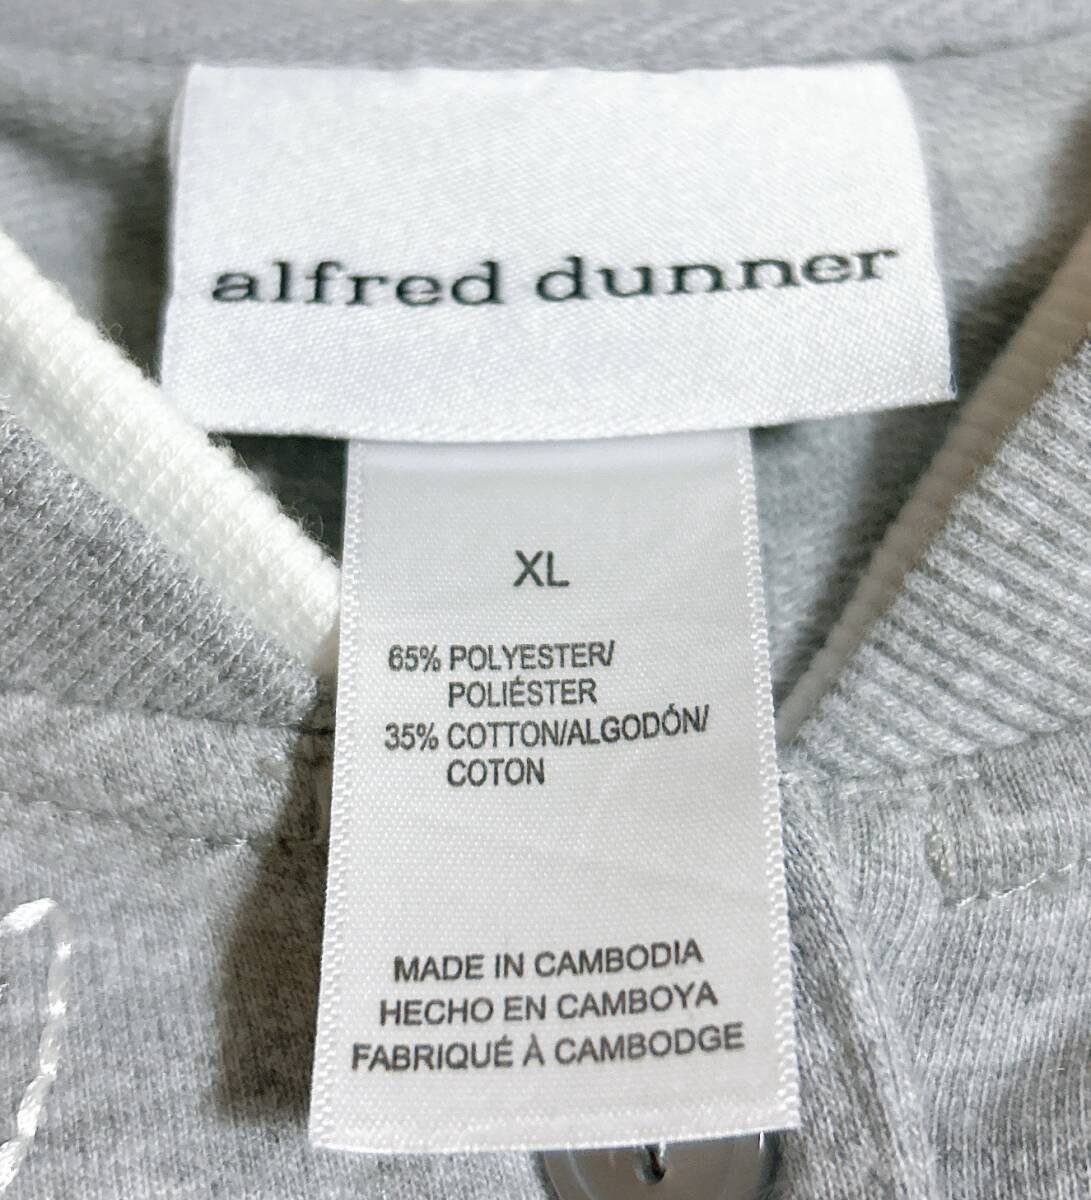 alfred dunner
XL
65% POLYESTER/
POLIÉSTER
35% COTTON/ALGODÓN/
COTON
MADE IN CAMBODIA
HECHO EN CAMBOYA
FABRIQUÉ À CAMBODGE